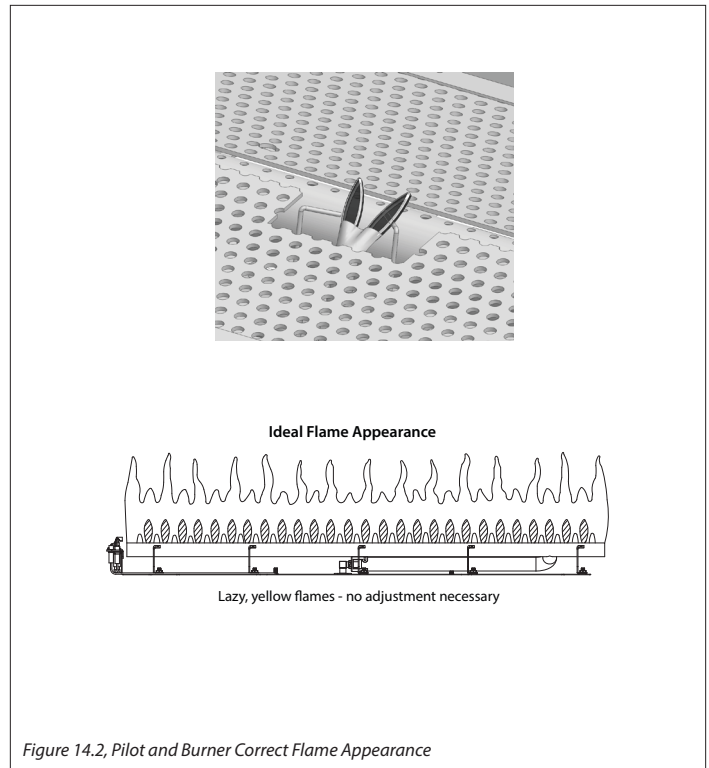 Ideal Flame Appearance
Lazy, yellow flames - no adjustment necessary
Figure 14.2, Pilot and Burner Correct Flame Appearance